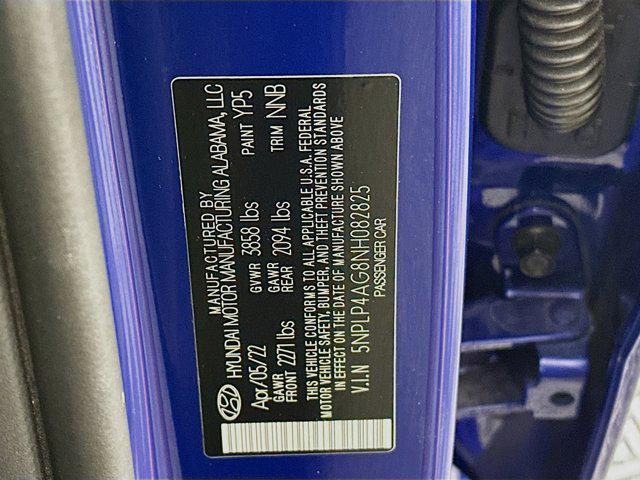 MANUFACTURED BY
HYUNDAI MOTOR MANUFACTURING ALABAMA, LLC
Apr/05/22 GVWR 3858 lbs PAINT YP5
GAWR FRONT 2271 lbs GAWR REAR 2094 lbs TRIM NNB
THIS VEHICLE CONFORMS TO ALL APPLICABLE U.S.A. FEDERAL
MOTOR VEHICLE SAFETY, BUMPER, AND THEFT PREVENTION STANDARDS
IN EFFECT ON THE DATE OF MANUFACTURE SHOWN ABOVE
V.I.N 5NPLP4AG8NH082825
PASSENGER CAR